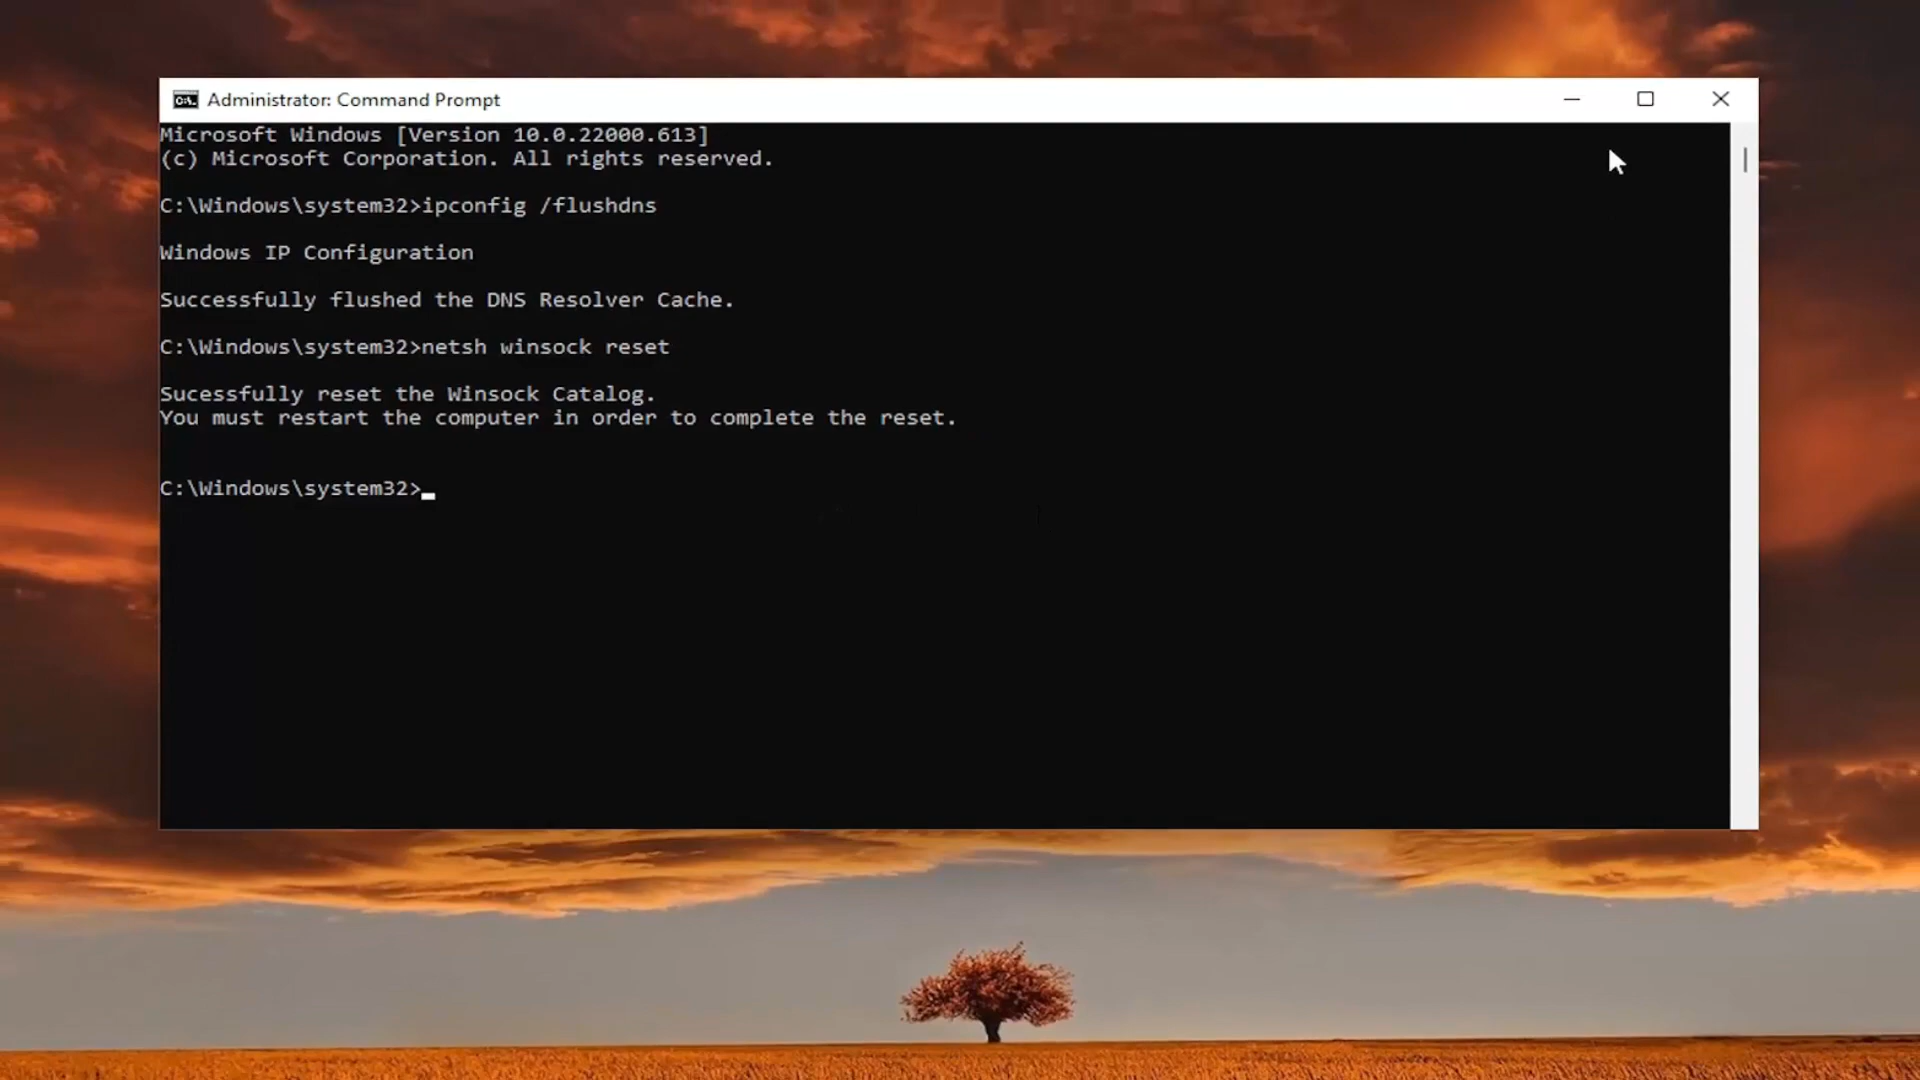 Administrator: Command Prompt
Microsoft Windows [Version 10.0.22000.613]
(c) Microsoft Corporation. All rights reserved.
C:\Windows\system32>ipconfig /flushdns
Windows IP Configuration
Successfully flushed the DNS Resolver Cache.
C:\Windows\system32>netsh winsock reset
Sucessfully reset the Winsock Catalog.
You must restart the computer in order to complete the reset.
C:\Windows\system32>